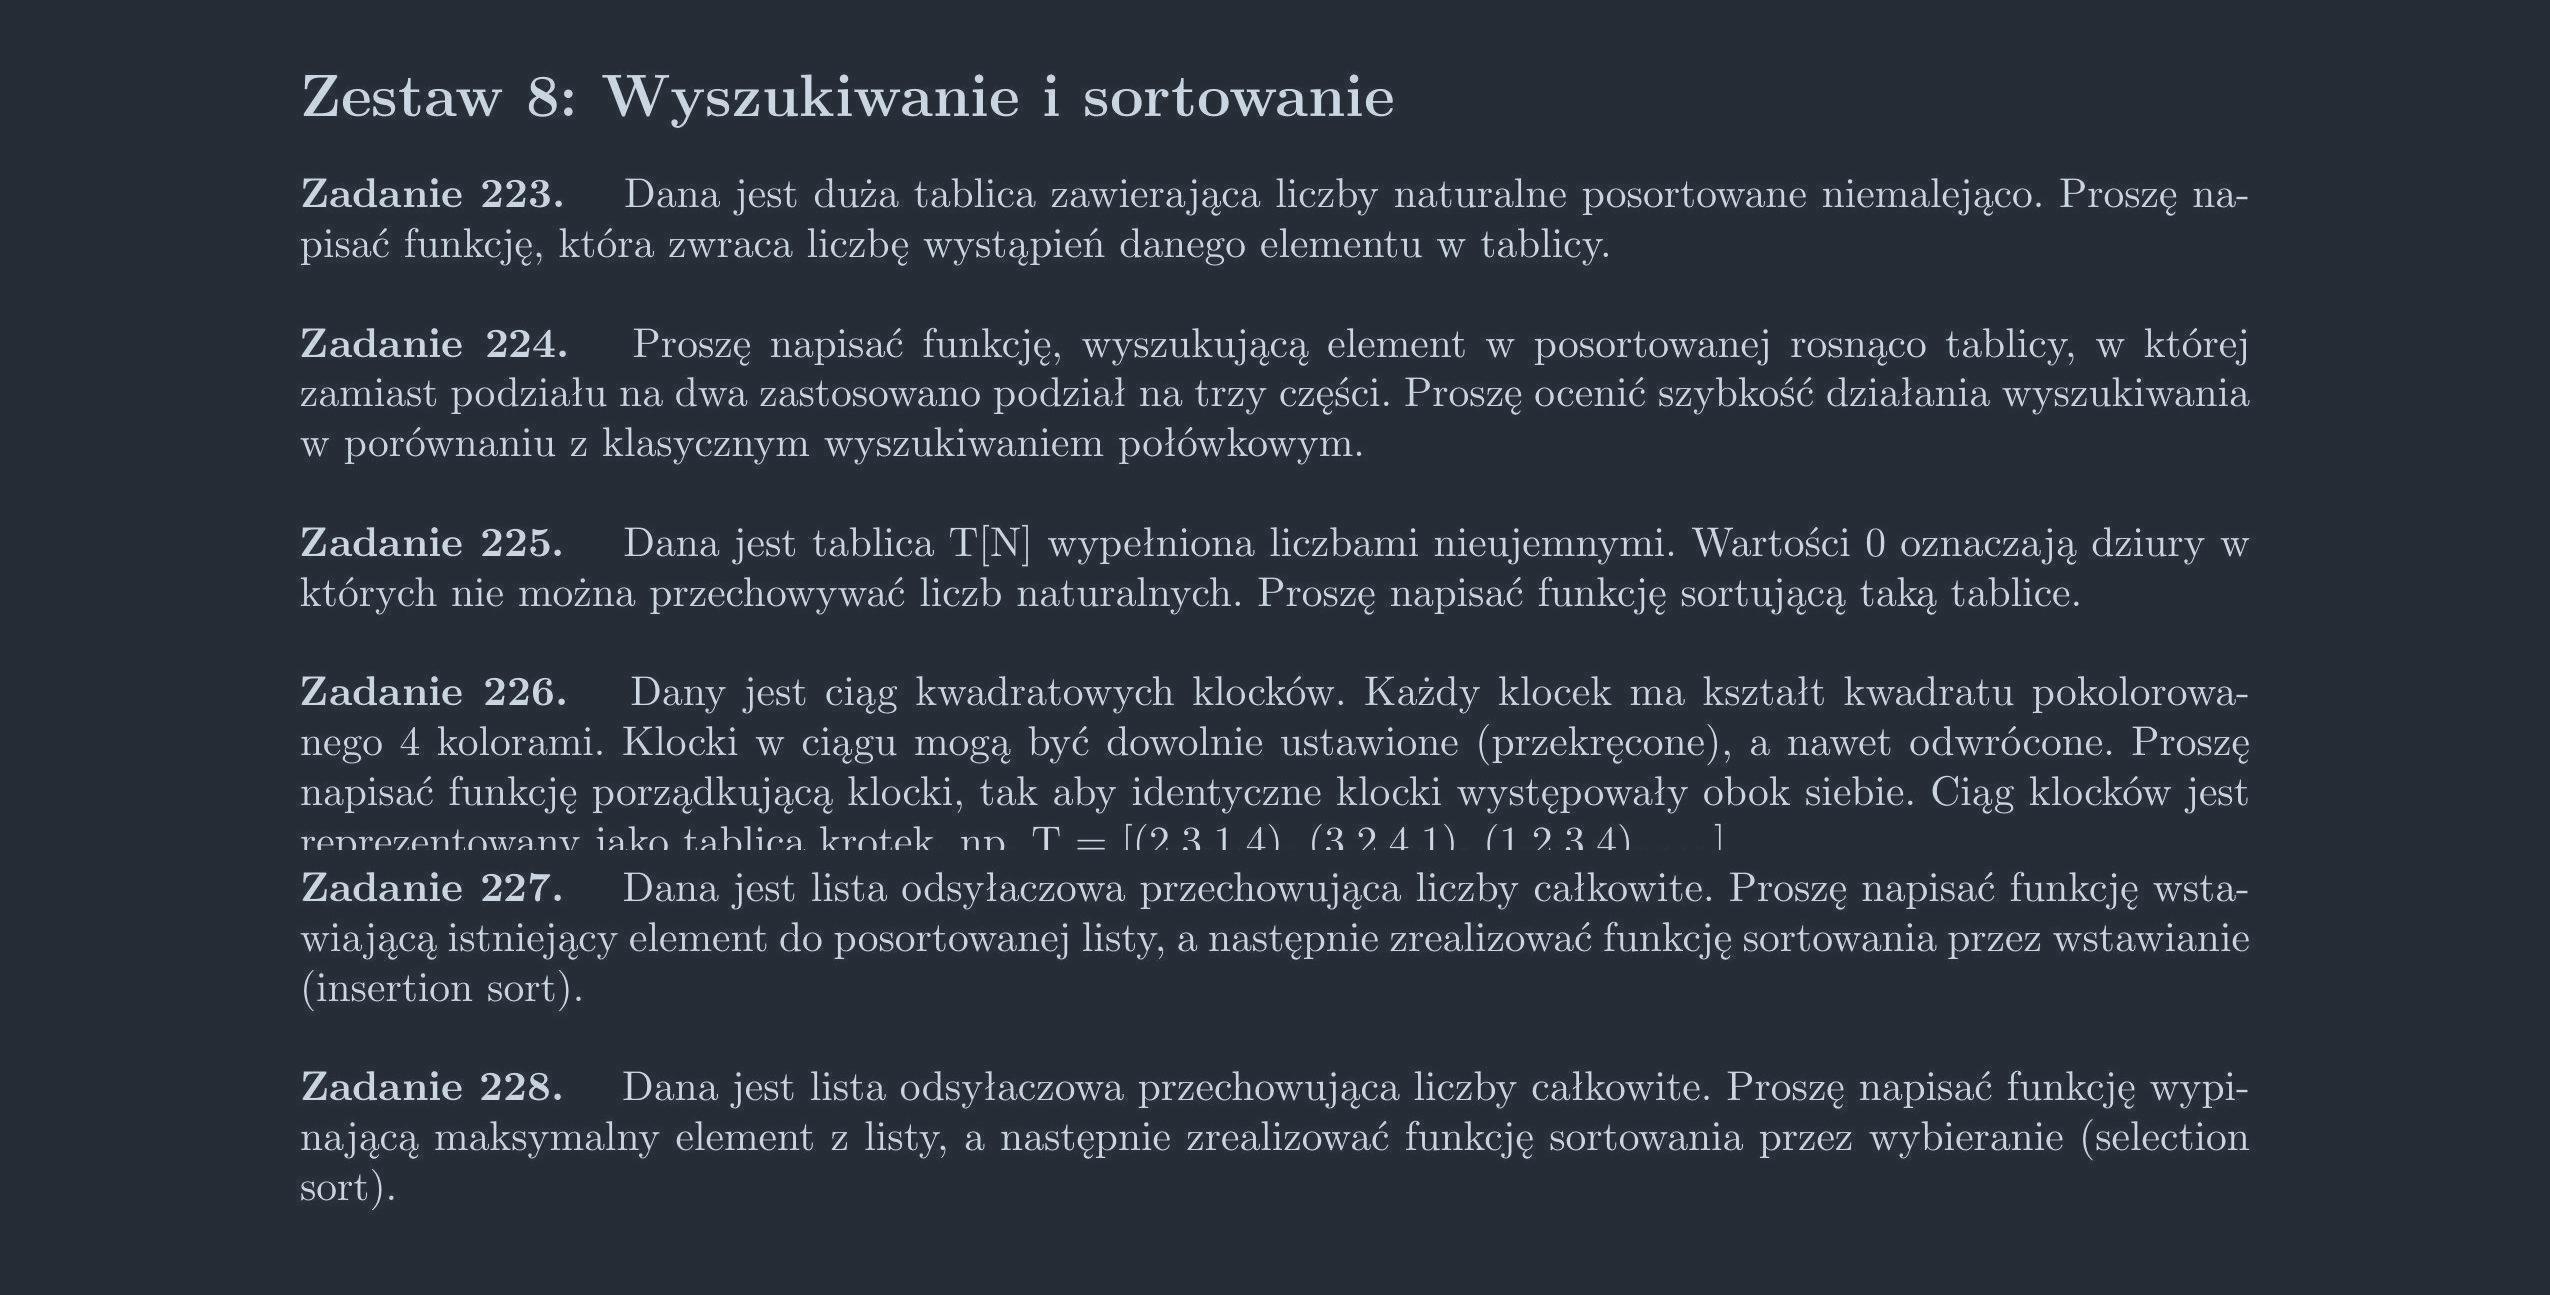 Zestaw 8: Wyszukiwanie i sortowanie
Zadanie 223. Dana jest duża tablica zawierająca liczby naturalne posortowane niemalejąco. Proszę na-
pisać funkcję, która zwraca liczbę wystąpień danego elementu w tablicy.
Zadanie 224. Proszę napisać funkcję, wyszukującą element w posortowanej rosnąco tablicy, w której
zamiast podziału na dwa zastosowano podział na trzy części. Proszę ocenić szybkość działania wyszukiwania
w porównaniu z klasycznym wyszukiwaniem połówkowym.
Zadanie 225. Dana jest tablica T[N] wypełniona liczbami nieujemnymi. Wartości 0 oznaczają dziury w
których nie można przechowywać liczb naturalnych. Proszę napisać funkcję sortującą taką tablice.
Zadanie 226. Dany jest ciąg kwadratowych klocków. Każdy klocek ma kształt kwadratu pokolorowa-
nego 4 kolorami. Klocki w ciągu mogą być dowolnie ustawione (przekręcone), a nawet odwrócone. Proszę
napisać funkcję porządkującą klocki, tak aby identyczne klocki występowały obok siebie. Ciąg klocków jest
reprezentowany jako tablica krotek, np. T = [(2,3,1,4), (3,2,4,1), (1,2,3,4), ...]
Zadanie 227. Dana jest lista odsyłaczowa przechowująca liczby całkowite. Proszę napisać funkcję wsta-
wiającą istniejący element do posortowanej listy, a następnie zrealizować funkcję sortowania przez wstawianie
(insertion sort).
Zadanie 228. Dana jest lista odsyłaczowa przechowująca liczby całkowite. Proszę napisać funkcję wypi-
nającą maksymalny element z listy, a następnie zrealizować funkcję sortowania przez wybieranie (selection
sort).